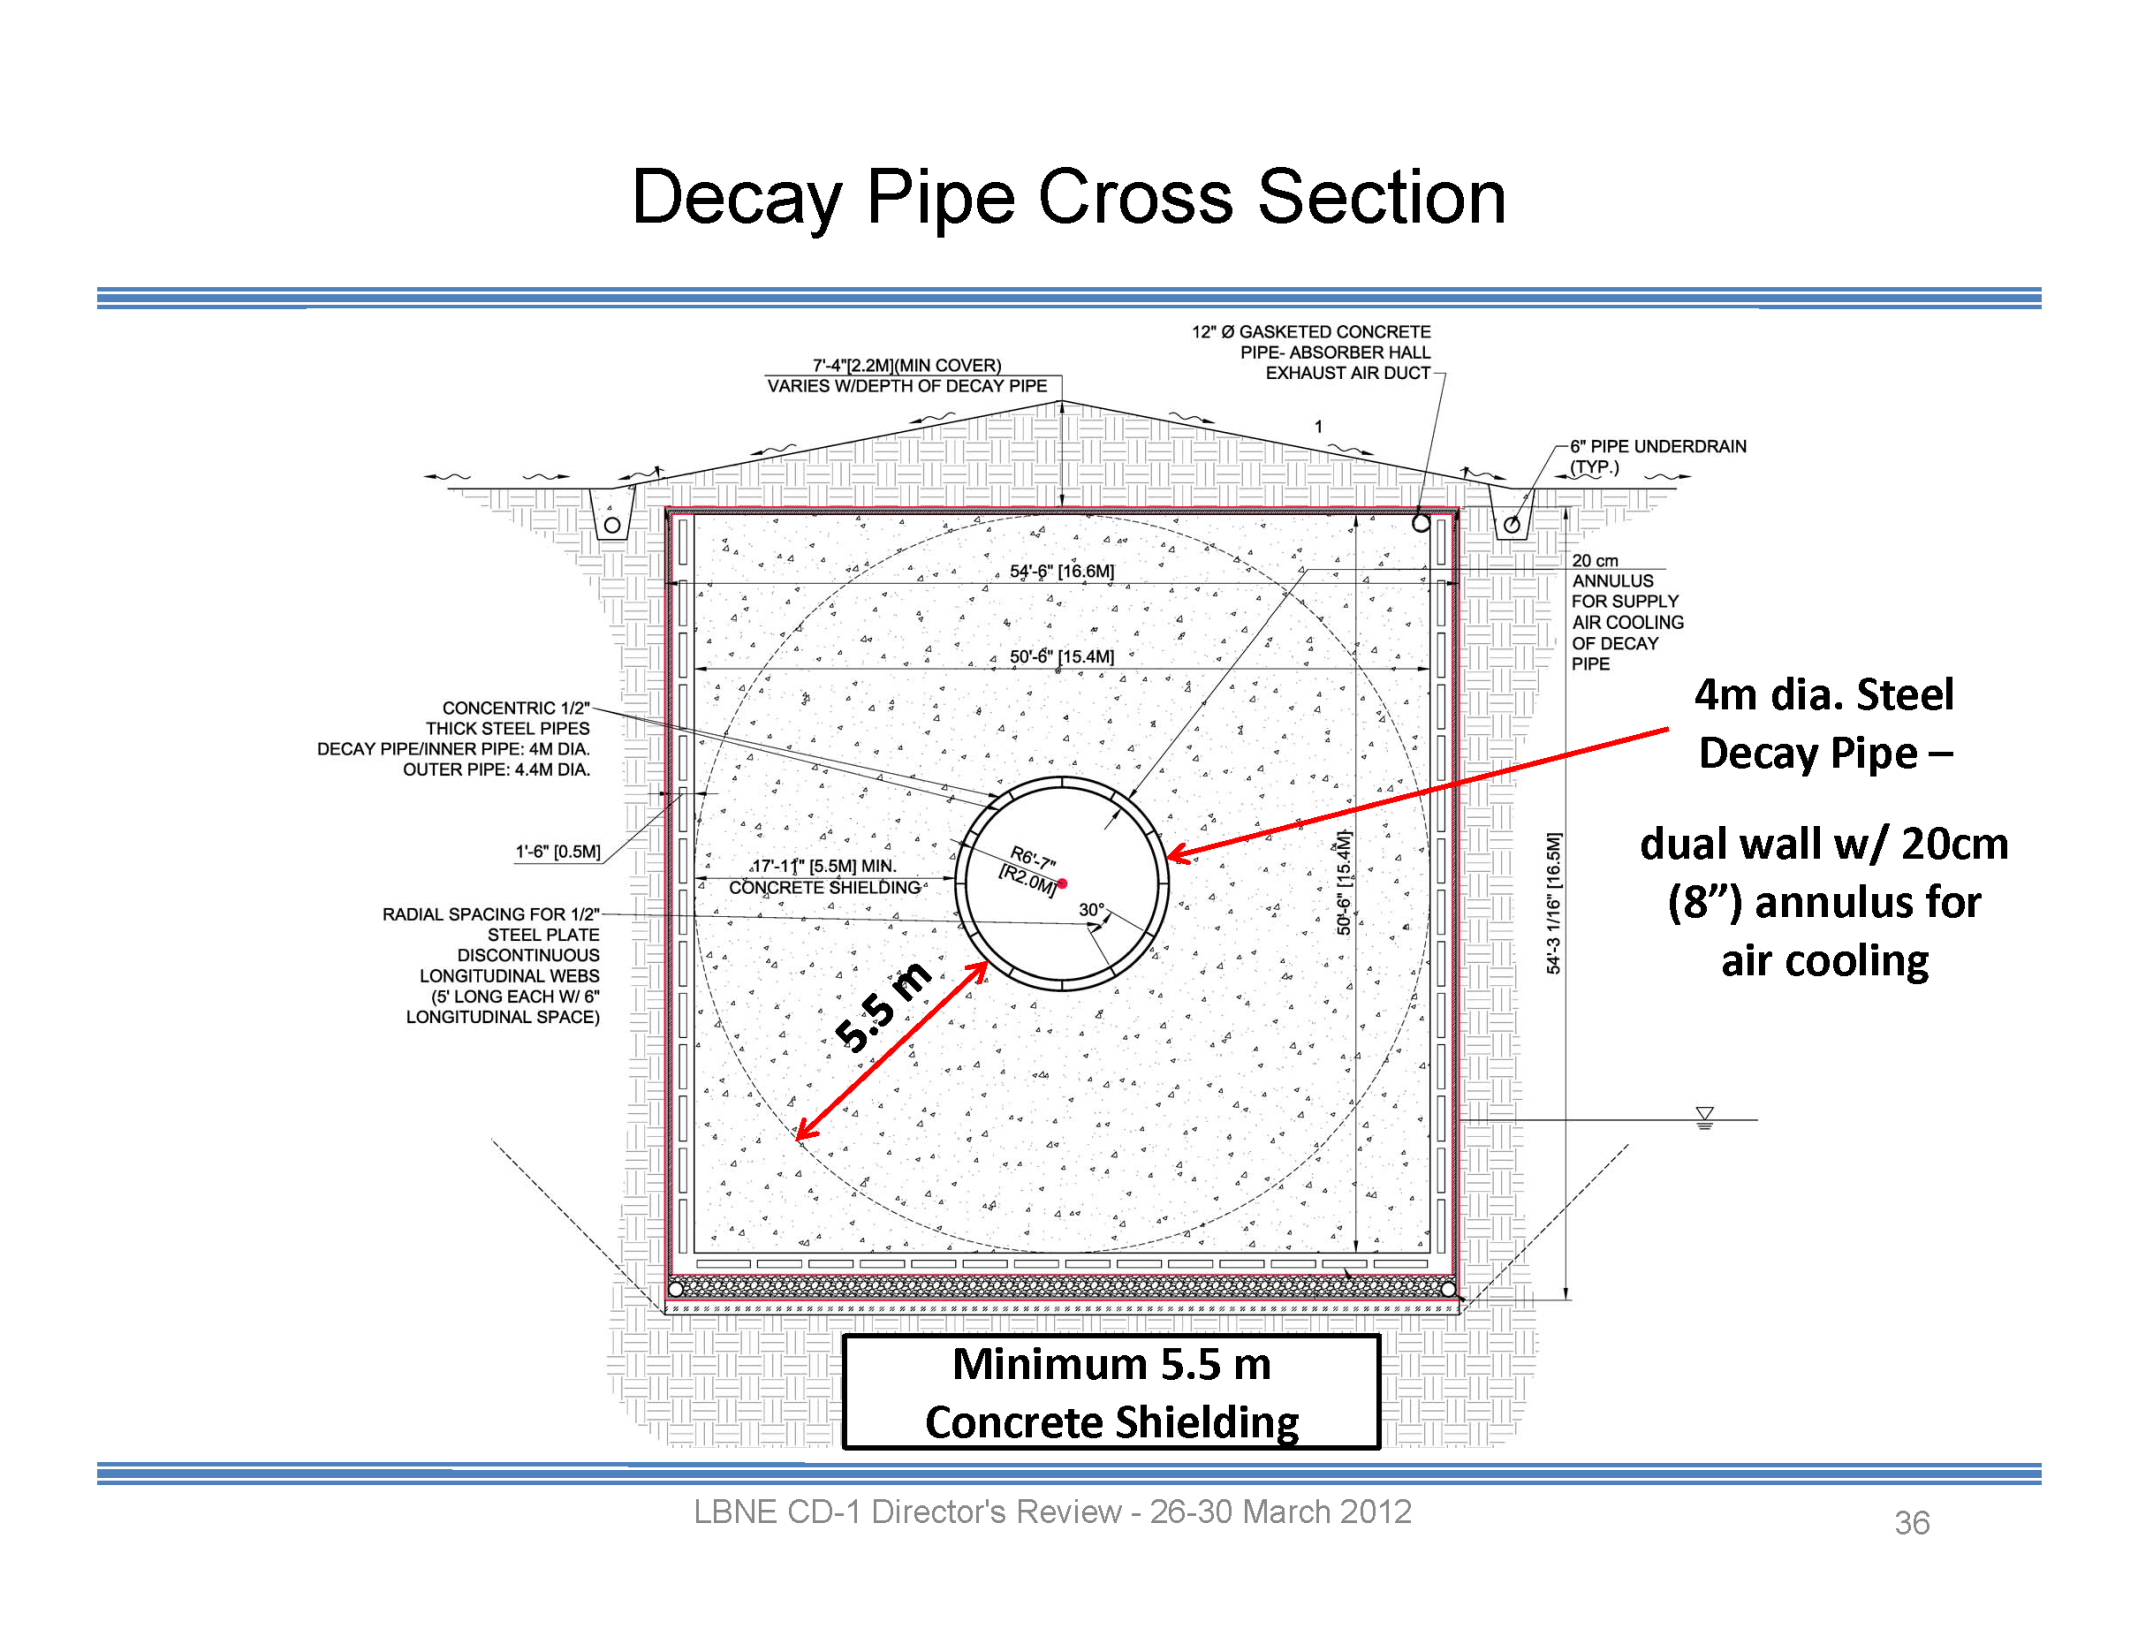 Decay Pipe Cross Section
12" Ø GASKETED CONCRETE
PIPE- ABSORBER HALL
EXHAUST AIR DUCT
7'-4"[2.2M](MIN COVER)
VARIES W/DEPTH OF DECAY PIPE
1
6" PIPE UNDERDRAIN
(TYP.)
54'-6" [16.6M]
20 cm
ANNULUS
FOR SUPPLY
AIR COOLING
OF DECAY
PIPE
50'-6" [15.4M]
CONCENTRIC 1/2"
THICK STEEL PIPES
DECAY PIPE/INNER PIPE: 4M DIA.
OUTER PIPE: 4.4M DIA.
4m dia. Steel
Decay Pipe –
dual wall w/ 20cm
(8”) annulus for
air cooling
1'-6" [0.5M]
17'-11" [5.5M] MIN.
CONCRETE SHIELDING
R6'-7"
[R2.0M]
30°
50'-6" [15.4M]
54'-3 1/16" [16.5M]
RADIAL SPACING FOR 1/2"
STEEL PLATE
DISCONTINUOUS
LONGITUDINAL WEBS
(5' LONG EACH W/ 6"
LONGITUDINAL SPACE)
5.5 m
Minimum 5.5 m
Concrete Shielding
LBNE CD-1 Director's Review - 26-30 March 2012
36